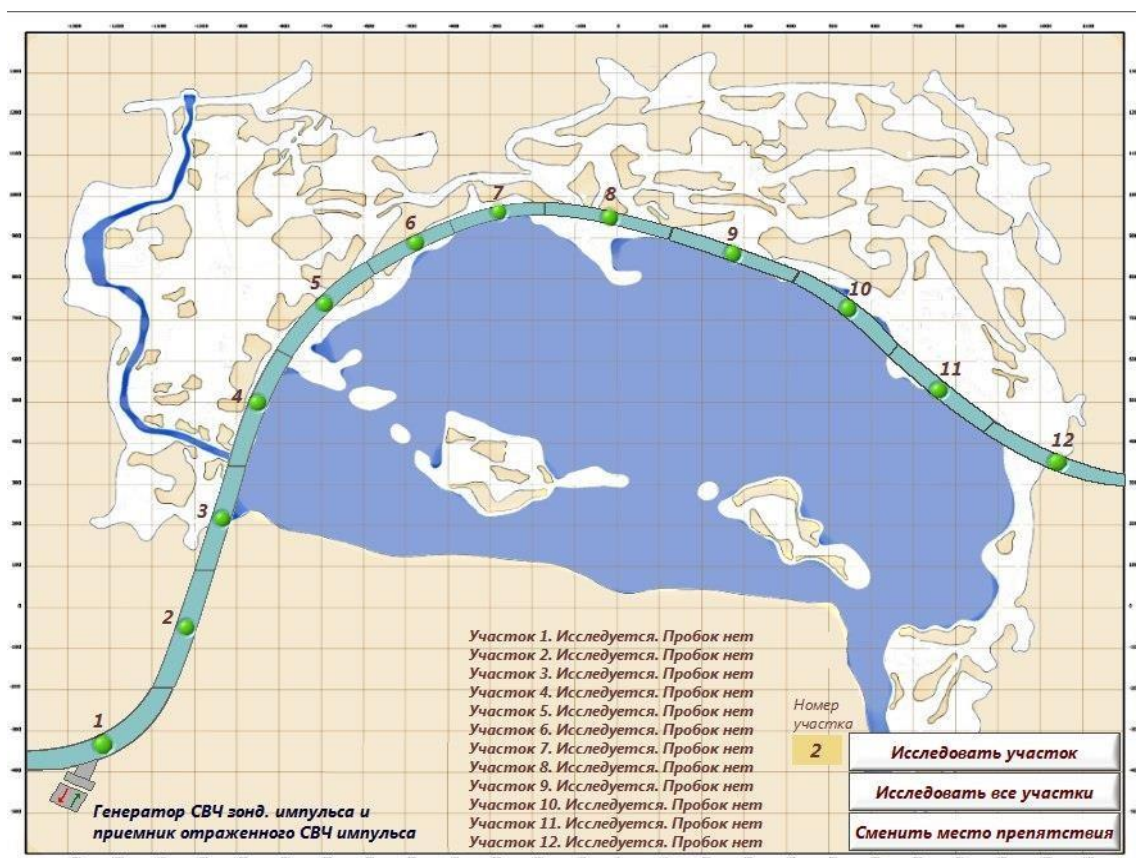 7
8
6
9
5
10
11
4
12
3
2
1
Участок 1. Исследуется. Пробок нет
Участок 2. Исследуется. Пробок нет
Участок 3. Исследуется. Пробок нет
Участок 4. Исследуется. Пробок нет
Участок 5. Исследуется. Пробок нет
Участок 6. Исследуется. Пробок нет
Участок 7. Исследуется. Пробок нет
Участок 8. Исследуется. Пробок нет
Участок 9. Исследуется. Пробок нет
Участок 10. Исследуется. Пробок нет
Участок 11. Исследуется. Пробок нет
Участок 12. Исследуется. Пробок нет
Номер
участка
2
Исследовать участок
Исследовать все участки
Сменить место препятствия
Генератор СВЧ зонд. импульса и
приемник отраженного СВЧ импульса